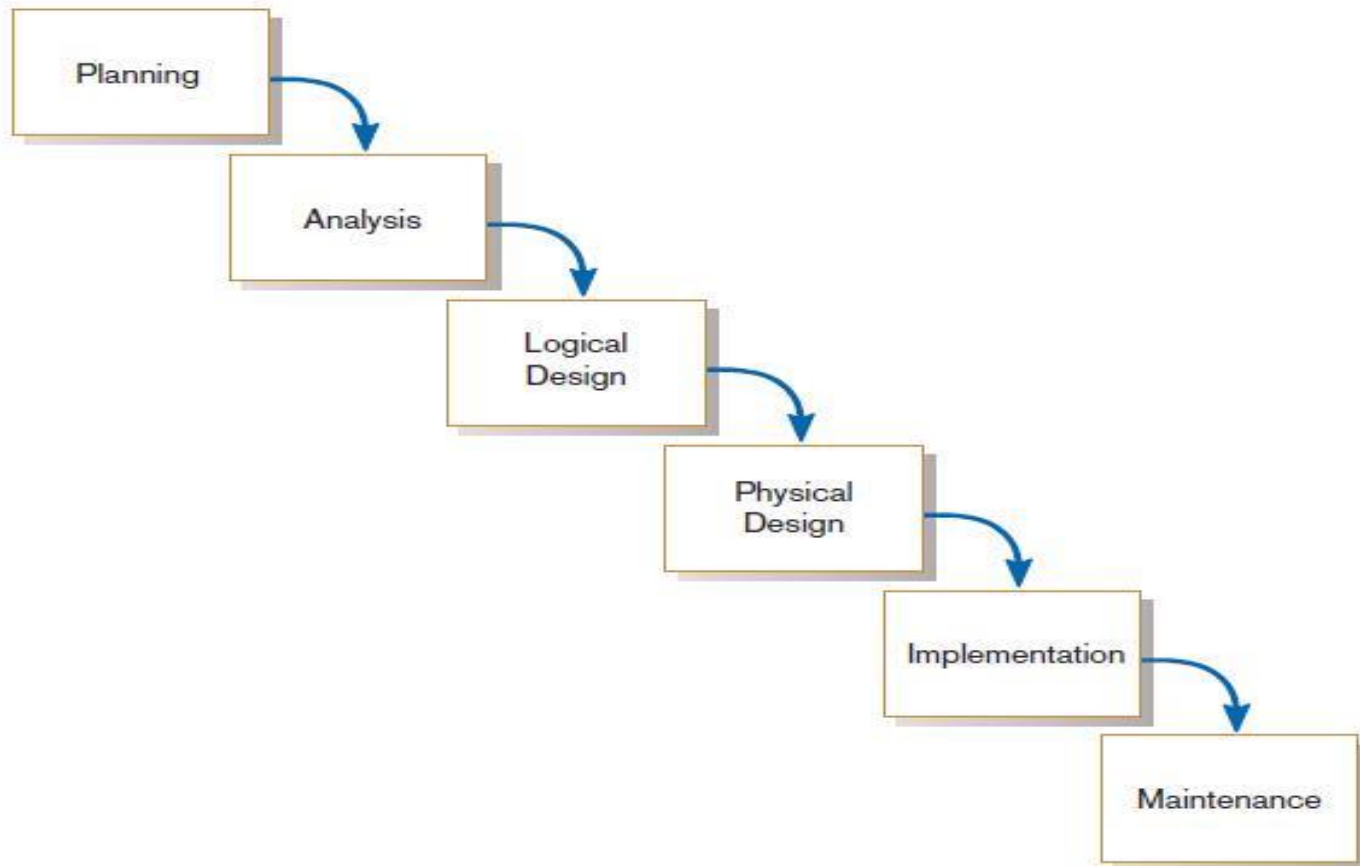 Planning
Analysis
Logical
Design
Physical
Design
Implementation
Maintenance